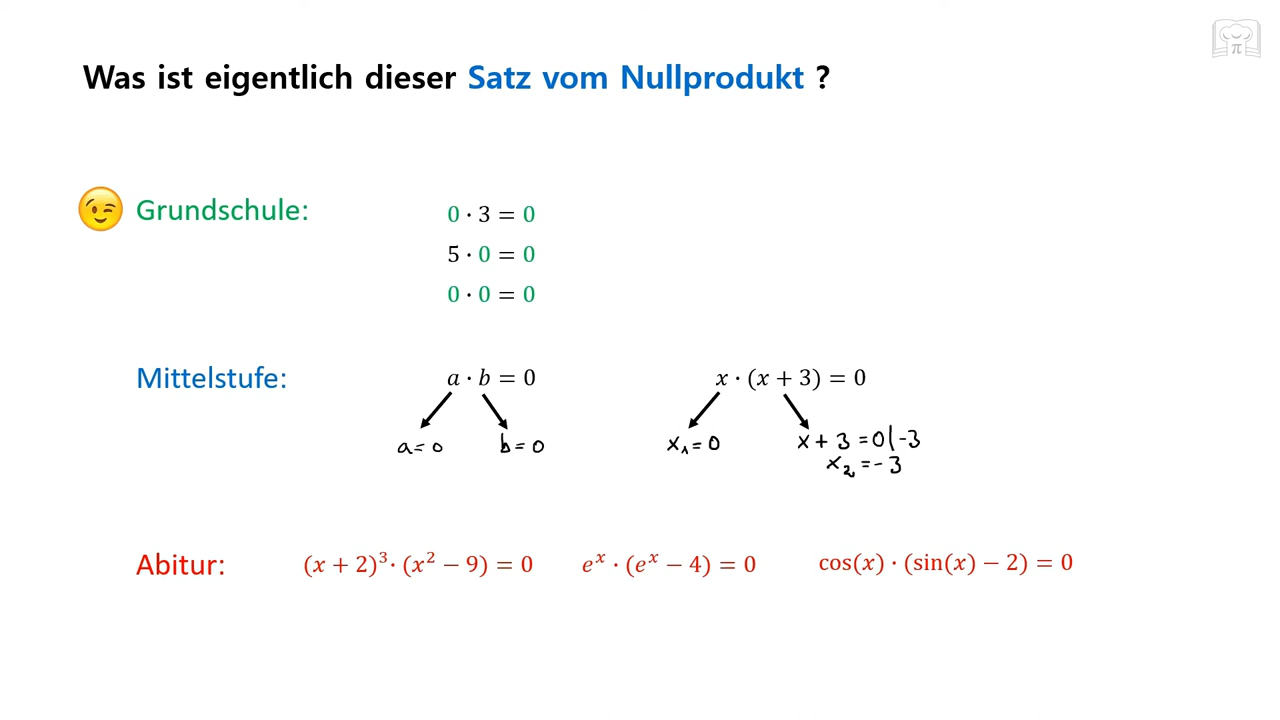 Was ist eigentlich dieser Satz vom Nullprodukt ?
Grundschule:
0 · 3 = 0
5 · 0 = 0
0 · 0 = 0
Mittelstufe:
a · b = 0
a = 0
b = 0
x · (x + 3) = 0
x₁ = 0
x + 3 = 0 | -3
x₂ = -3
Abitur:
(x + 2)³ · (x² − 9) = 0
eˣ · (eˣ − 4) = 0
cos(x) · (sin(x) − 2) = 0
π